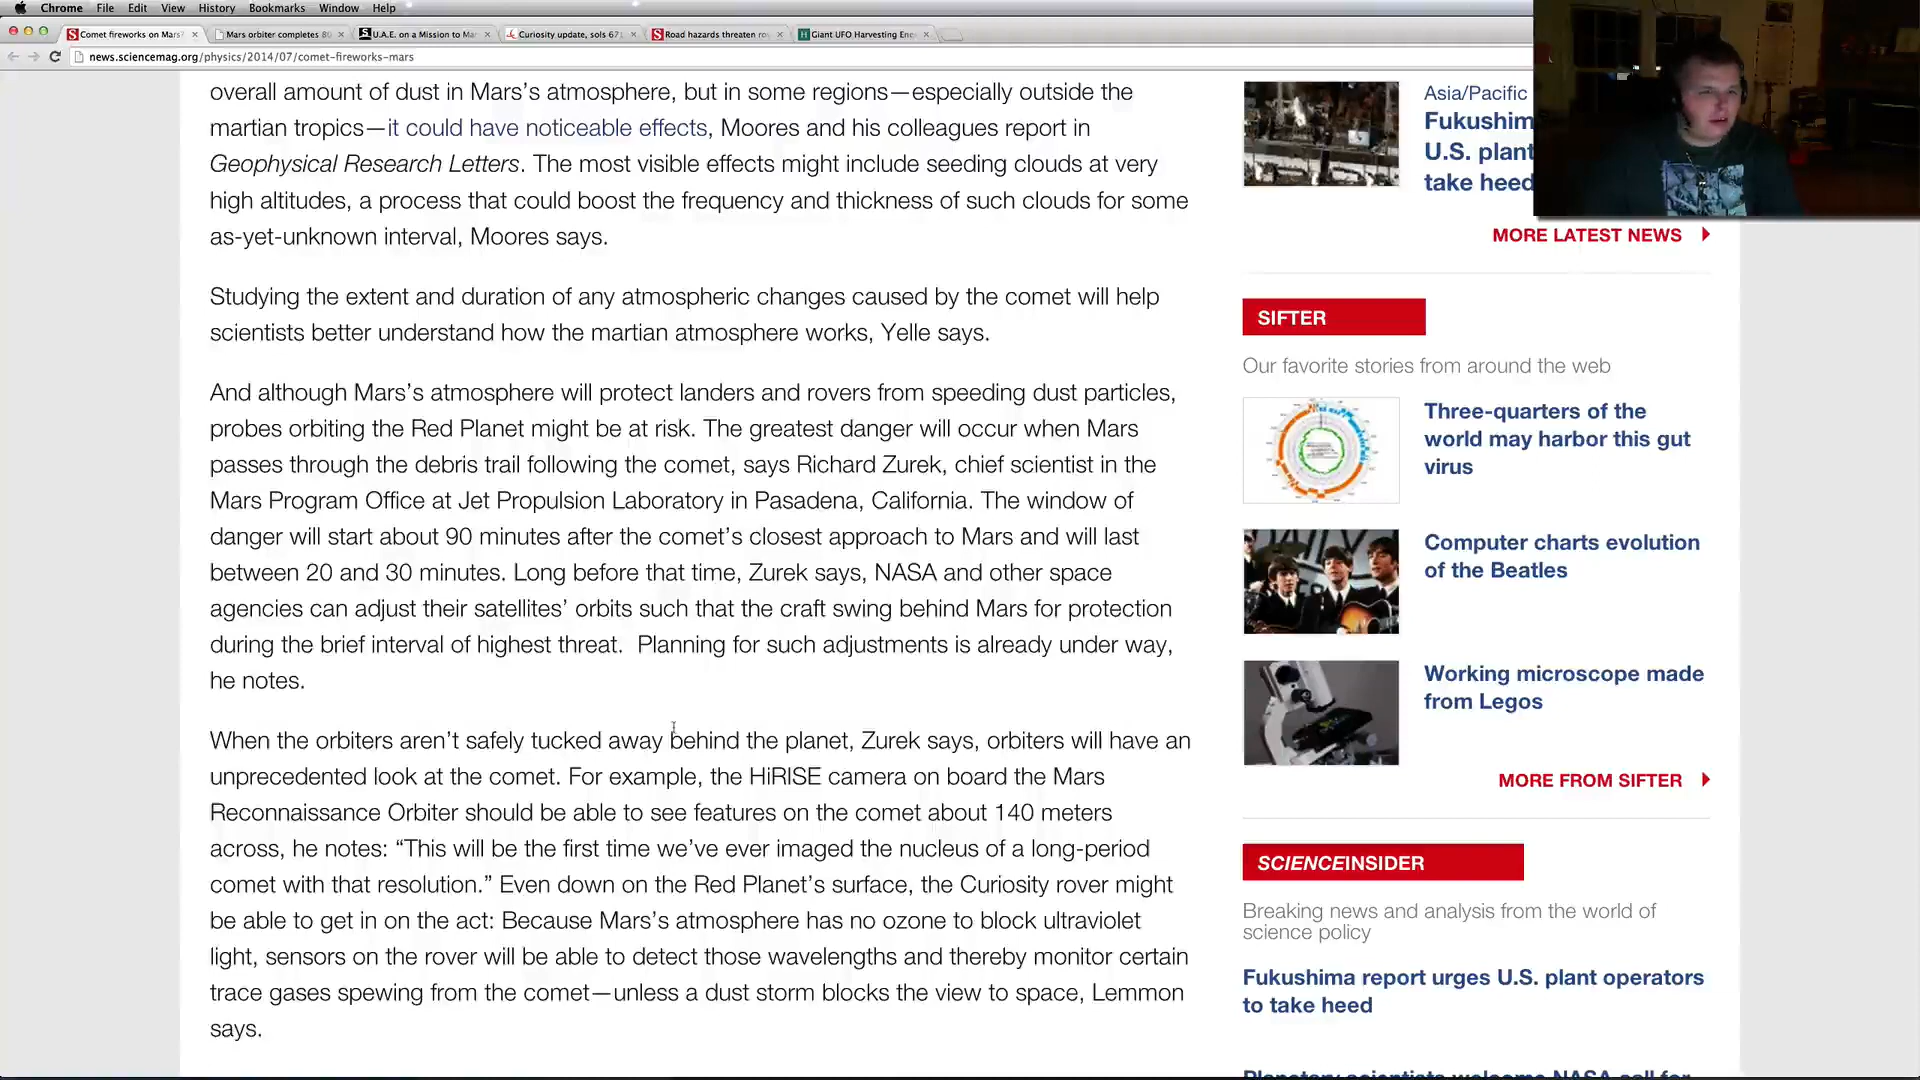 Chrome File Edit View History Bookmarks Window Help
Comet fireworks on Mars?
Mars orbiter completes 80
U.A.E. on a Mission to Ma
Curiosity update, sols 67
Road hazards threaten ro
Giant UFO Harvesting En
news.sciencemag.org/physics/2014/07/comet-fireworks-mars
overall amount of dust in Mars’s atmosphere, but in some regions—especially outside the
martian tropics—it could have noticeable effects, Moores and his colleagues report in
Geophysical Research Letters. The most visible effects might include seeding clouds at very
high altitudes, a process that could boost the frequency and thickness of such clouds for some
as-yet-unknown interval, Moores says.
Studying the extent and duration of any atmospheric changes caused by the comet will help
scientists better understand how the martian atmosphere works, Yelle says.
And although Mars’s atmosphere will protect landers and rovers from speeding dust particles,
probes orbiting the Red Planet might be at risk. The greatest danger will occur when Mars
passes through the debris trail following the comet, says Richard Zurek, chief scientist in the
Mars Program Office at Jet Propulsion Laboratory in Pasadena, California. The window of
danger will start about 90 minutes after the comet’s closest approach to Mars and will last
between 20 and 30 minutes. Long before that time, Zurek says, NASA and other space
agencies can adjust their satellites’ orbits such that the craft swing behind Mars for protection
during the brief interval of highest threat.  Planning for such adjustments is already under way,
he notes.
When the orbiters aren’t safely tucked away behind the planet, Zurek says, orbiters will have an
unprecedented look at the comet. For example, the HiRISE camera on board the Mars
Reconnaissance Orbiter should be able to see features on the comet about 140 meters
across, he notes: “This will be the first time we’ve ever imaged the nucleus of a long-period
comet with that resolution.” Even down on the Red Planet’s surface, the Curiosity rover might
be able to get in on the act: Because Mars’s atmosphere has no ozone to block ultraviolet
light, sensors on the rover will be able to detect those wavelengths and thereby monitor certain
trace gases spewing from the comet—unless a dust storm blocks the view to space, Lemmon
says.
Asia/Pacific
Fukushim
U.S. plant
take heed
MORE LATEST NEWS
SIFTER
Our favorite stories from around the web
Three-quarters of the
world may harbor this gut
virus
Computer charts evolution
of the Beatles
Working microscope made
from Legos
MORE FROM SIFTER
SCIENCEINSIDER
Breaking news and analysis from the world of
science policy
Fukushima report urges U.S. plant operators
to take heed
Planetary scientists welcome NASA call for